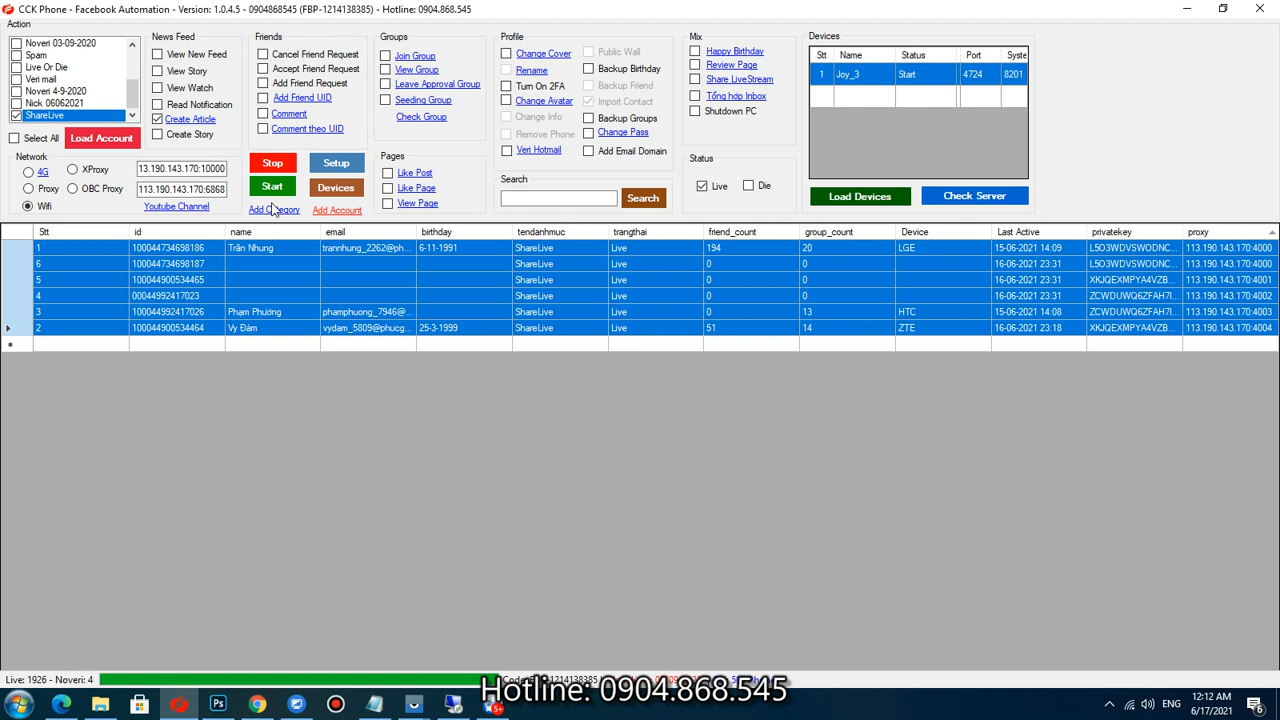 CCK Phone - Facebook Automation - Version: 1.0.4.5 - 0904868545 (FBP-1214138385) - Hotline: 0904.868.545
Action
Noveri 03-09-2020
Spam
Live Or Die
Veri mail
Noveri 4-9-2020
Nick 06062021
ShareLive
Select All
Load Account
Network
4G
XProxy
13.190.143.170:10000
Proxy
OBC Proxy
113.190.143.170:6868
Wifi
Youtube Channel
News Feed
View New Feed
View Story
View Watch
Read Notification
Create Article
Create Story
Friends
Cancel Friend Request
Accept Friend Request
Add Friend Request
Add Friend UID
Comment
Comment theo UID
Stop
Setup
Start
Devices
Add Category
Add Account
Groups
Join Group
View Group
Leave Approval Group
Seeding Group
Check Group
Pages
Like Post
Like Page
View Page
Profile
Change Cover
Public Wall
Rename
Backup Birthday
Turn On 2FA
Backup Friend
Change Avatar
Import Contact
Change Info
Backup Groups
Remove Phone
Change Pass
Veri Hotmail
Add Email Domain
Search
Search
Mix
Happy Birthday
Review Page
Share LiveStream
Tổng hợp Inbox
Shutdown PC
Status
Live
Die
Devices
Stt Name Status Port Syste
1 Joy_3 Start 4724 8201
Load Devices
Check Server
Stt id name email birthday tendanhmuc trangthai friend_count group_count Device Last Active privatekey proxy
1 100044734698186 Trần Nhung trannhung_2262@ph... 6-11-1991 ShareLive Live 194 20 LGE 15-06-2021 14:09 L5O3WDVSWODNC... 113.190.143.170:4000
6 100044734698187 ShareLive Live 0 0 16-06-2021 23:31 L5O3WDVSWODNC... 113.190.143.170:4000
5 100044900534465 ShareLive Live 0 0 16-06-2021 23:31 XKJQEXMPYA4VZB... 113.190.143.170:4001
4 00044992417023 ShareLive Live 0 0 16-06-2021 23:31 ZCWDUWQ6ZFAH7l... 113.190.143.170:4002
3 100044992417026 Phạm Phương phamphuong_7946@... ShareLive Live 0 13 HTC 15-06-2021 14:08 ZCWDUWQ6ZFAH7l... 113.190.143.170:4003
2 100044900534464 Vy Đàm vydam_5809@phucg... 25-3-1999 ShareLive Live 51 14 ZTE 16-06-2021 23:18 XKJQEXMPYA4VZB... 113.190.143.170:4004
Live: 1926 - Noveri: 4
Hotline: 0904.868.545
Ps
5+
ENG
12:12 AM
6/17/2021
6